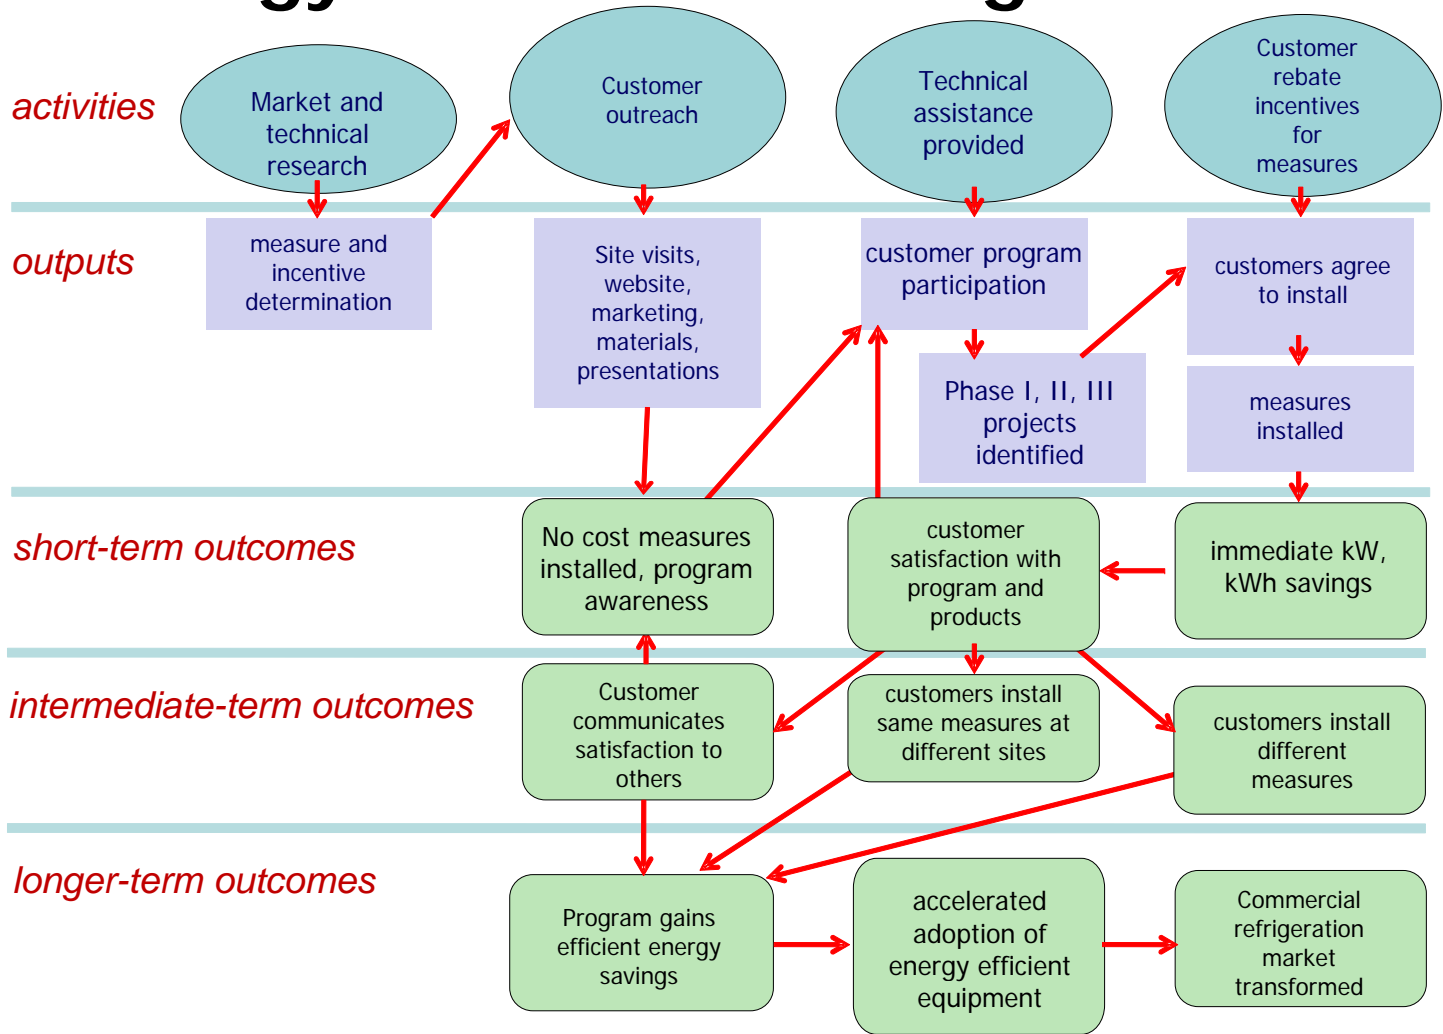 activities
Market and
technical
research
Customer
outreach
Technical
assistance
provided
Customer
rebate
incentives
for
measures
outputs
measure and
incentive
determination
Site visits,
website,
marketing,
materials,
presentations
customer program
participation
Phase I, II, III
projects
identified
customers agree
to install
measures
installed
short-term outcomes
No cost measures
installed, program
awareness
customer
satisfaction with
program and
products
immediate kW,
kWh savings
intermediate-term outcomes
Customer
communicates
satisfaction to
others
customers install
same measures at
different sites
customers install
different
measures
longer-term outcomes
Program gains
efficient energy
savings
accelerated
adoption of
energy efficient
equipment
Commercial
refrigeration
market
transformed